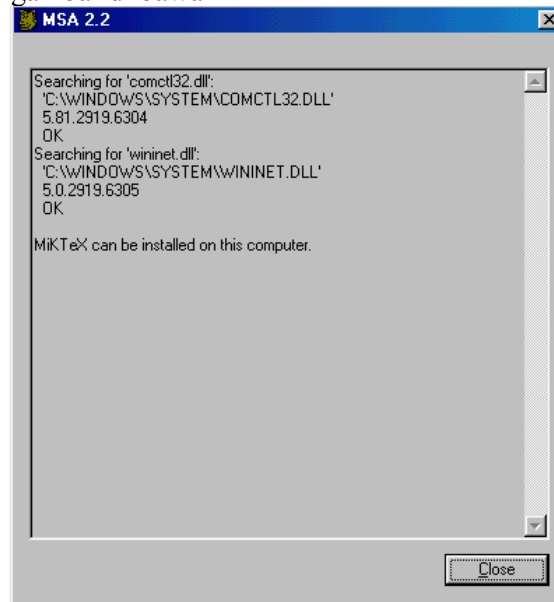 MSA 2.2
Searching for 'comctl32.dll':
'C:\WINDOWS\SYSTEM\COMCTL32.DLL'
5.81.2919.6304
OK
Searching for 'wininet.dll':
'C:\WINDOWS\SYSTEM\WININET.DLL'
5.0.2919.6305
OK
MiKTeX can be installed on this computer.
Close